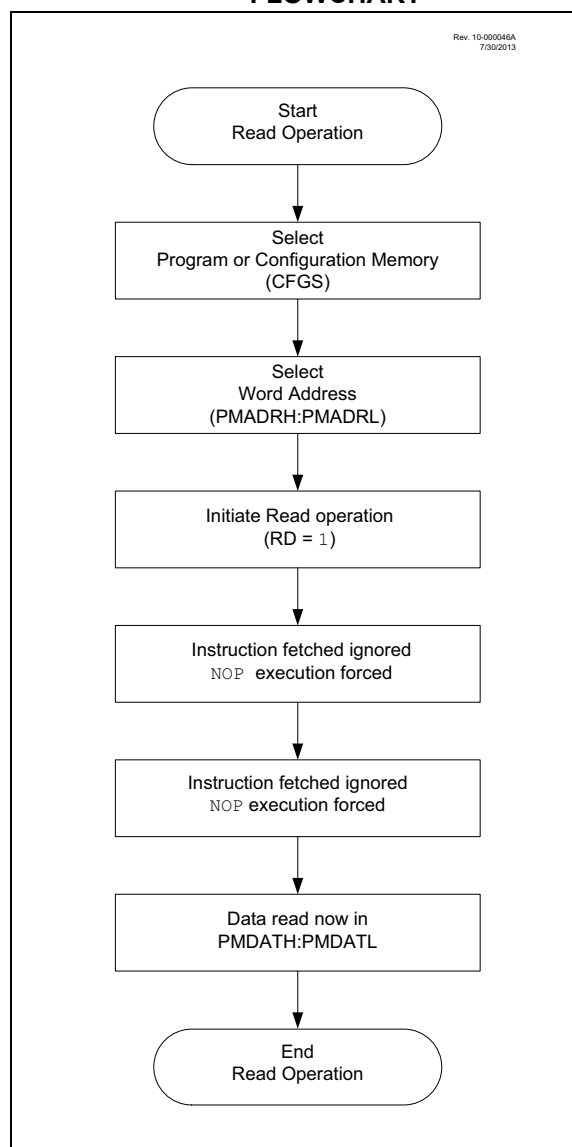 FLOWCHART
Rev. 10-000046A
7/30/2013
Start
Read Operation
Select
Program or Configuration Memory
(CFGS)
Select
Word Address
(PMADRH:PMADRL)
Initiate Read operation
(RD = 1)
Instruction fetched ignored
NOP execution forced
Instruction fetched ignored
NOP execution forced
Data read now in
PMDATH:PMDATL
End
Read Operation